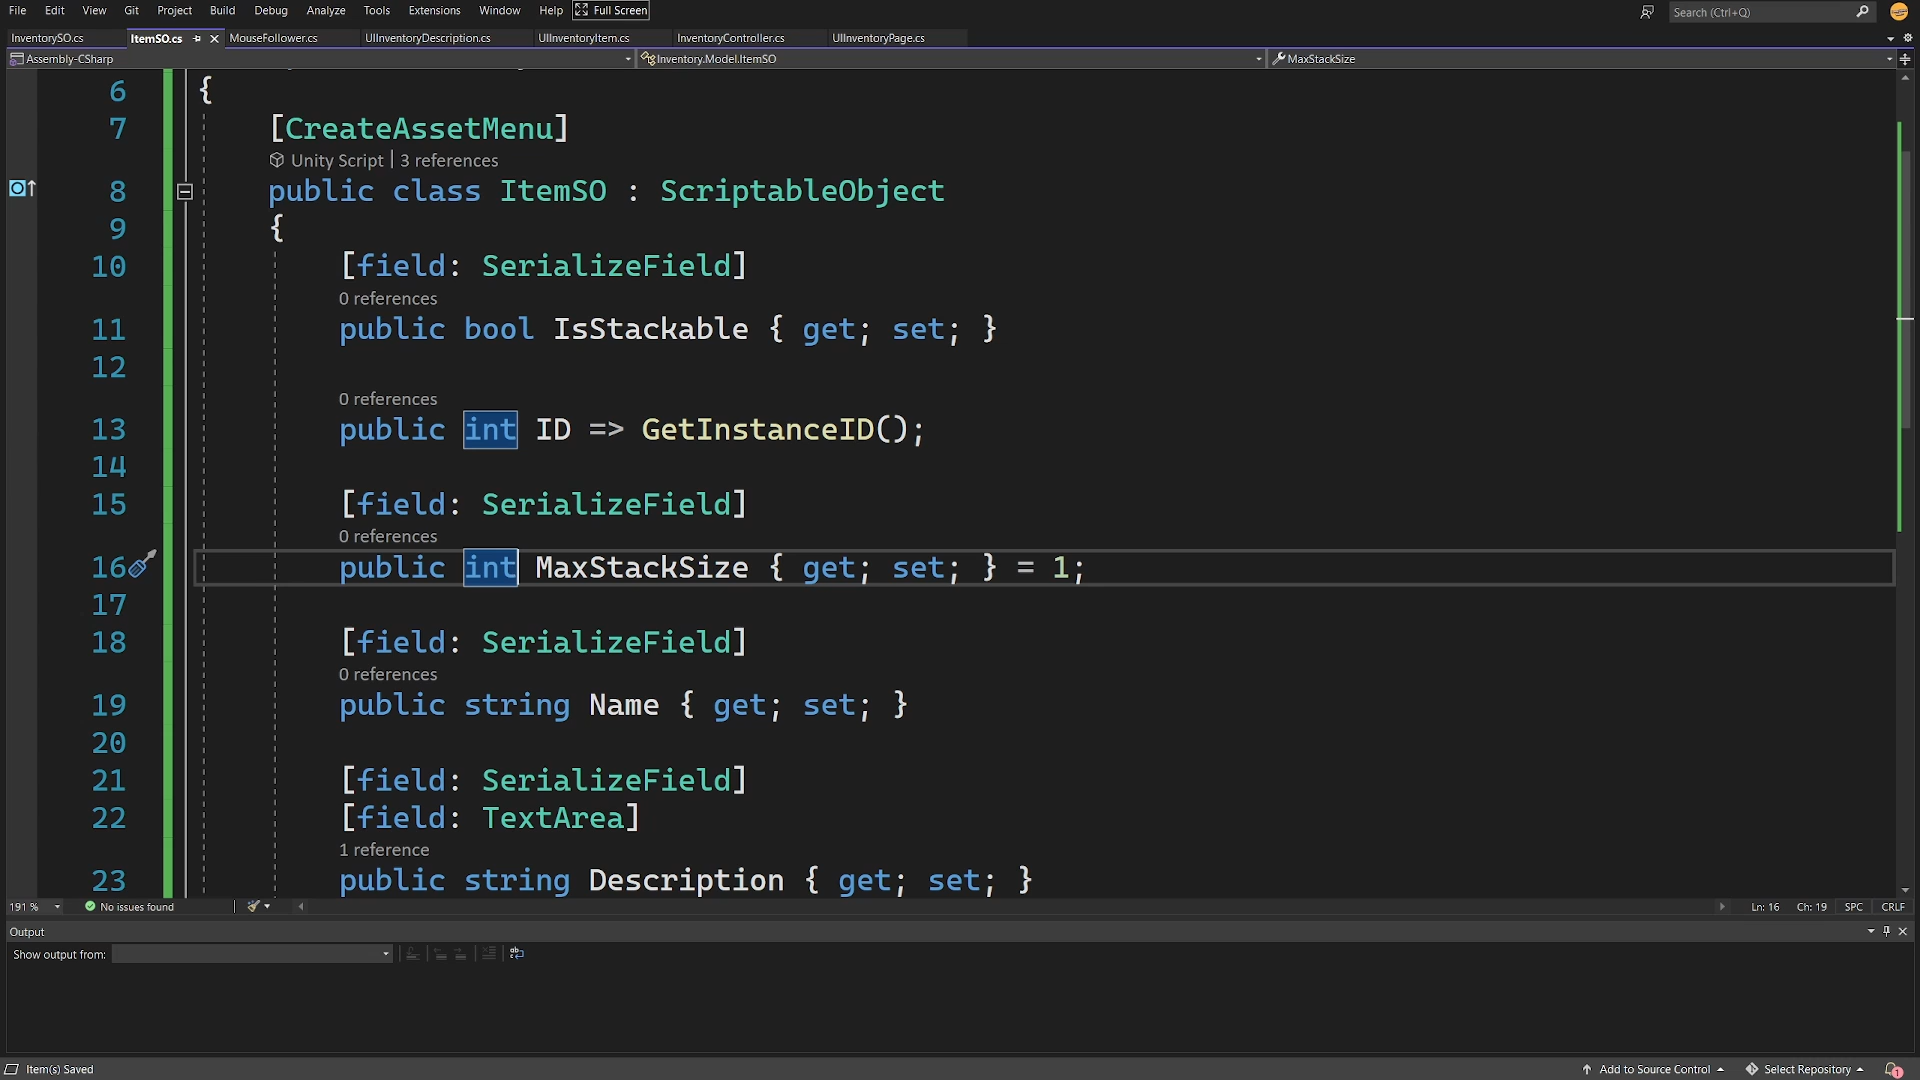 File Edit View Git Project Build Debug Analyze Tools Extensions Window Help Full Screen Search (Ctrl+Q)
InventorySO.cs ItemSO.cs MouseFollower.cs UIInventoryDescription.cs UIInventoryItem.cs InventoryController.cs UIInventoryPage.cs
Assembly-CSharp Inventory.Model.ItemSO MaxStackSize
6 {
7 [CreateAssetMenu]
Unity Script | 3 references
8 public class ItemSO : ScriptableObject
9 {
10 [field: SerializeField]
0 references
11 public bool IsStackable { get; set; }
12
0 references
13 public int ID => GetInstanceID();
14
15 [field: SerializeField]
0 references
16 public int MaxStackSize { get; set; } = 1;
17
18 [field: SerializeField]
0 references
19 public string Name { get; set; }
20
21 [field: SerializeField]
22 [field: TextArea]
1 reference
23 public string Description { get; set; }
191 % No issues found Ln: 16 Ch: 19 SPC CRLF
Output
Show output from:
Item(s) Saved Add to Source Control Select Repository 1